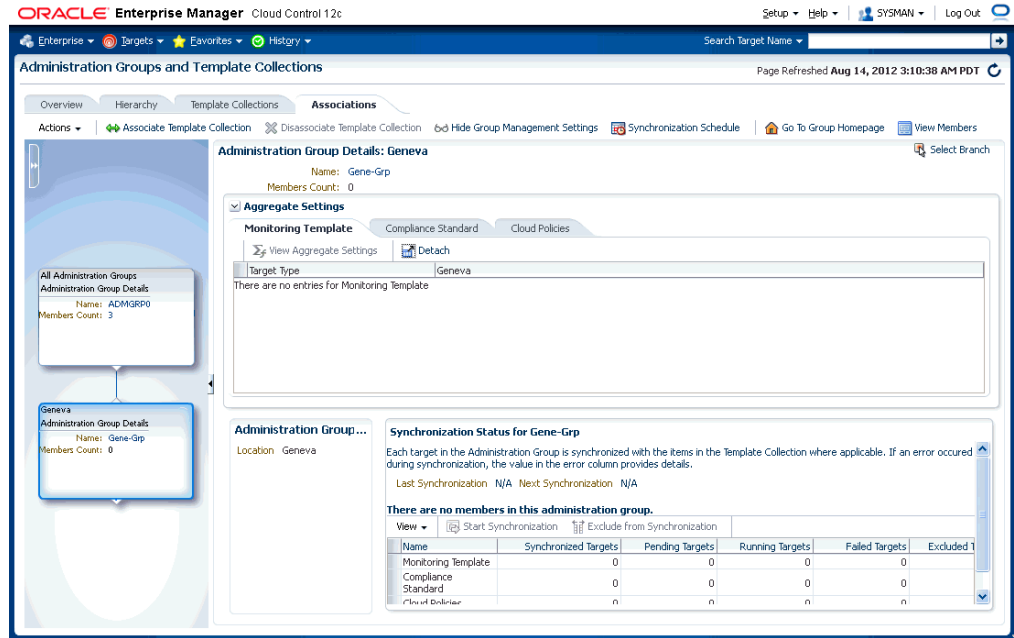 ORACLE Enterprise Manager Cloud Control 12c
Setup Help SYSMAN Log Out
Enterprise Targets Favorites History Search Target Name
Administration Groups and Template Collections
Page Refreshed Aug 14, 2012 3:10:38 AM PDT
Overview Hierarchy Template Collections Associations
Actions Associate Template Collection Disassociate Template Collection Hide Group Management Settings Synchronization Schedule Go To Group Homepage View Members
Administration Group Details: Geneva
Select Branch
Name: Gene-Grp
Members Count: 0
Aggregate Settings
Monitoring Template Compliance Standard Cloud Policies
View Aggregate Settings Detach
Target Type Geneva
There are no entries for Monitoring Template
All Administration Groups
Administration Group Details
Name: ADMGRP0
Members Count: 3
Geneva
Administration Group Details
Name: Gene-Grp
Members Count: 0
Administration Group...
Location Geneva
Synchronization Status for Gene-Grp
Each target in the Administration Group is synchronized with the items in the Template Collection where applicable. If an error occured
during synchronization, the value in the error column provides details.
Last Synchronization N/A Next Synchronization N/A
There are no members in this administration group.
View Start Synchronization Exclude from Synchronization
Name Synchronized Targets Pending Targets Running Targets Failed Targets Excluded T
Monitoring Template 0 0 0 0
Compliance
Standard 0 0 0 0
Cloud Policies 0 0 0 0